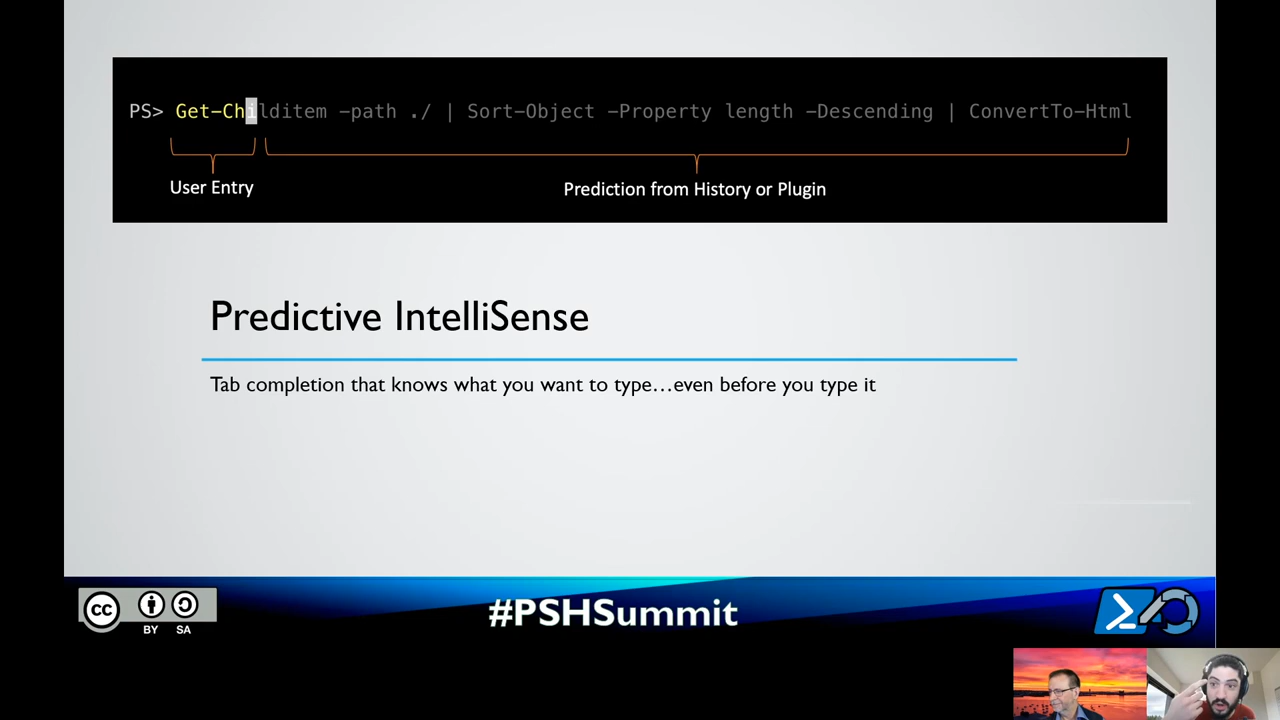 PS> Get-Childitem -path ./ | Sort-Object -Property length -Descending | ConvertTo-Html
User Entry
Prediction from History or Plugin
Predictive IntelliSense
Tab completion that knows what you want to type…even before you type it
cc
BY SA
#PSHSummit